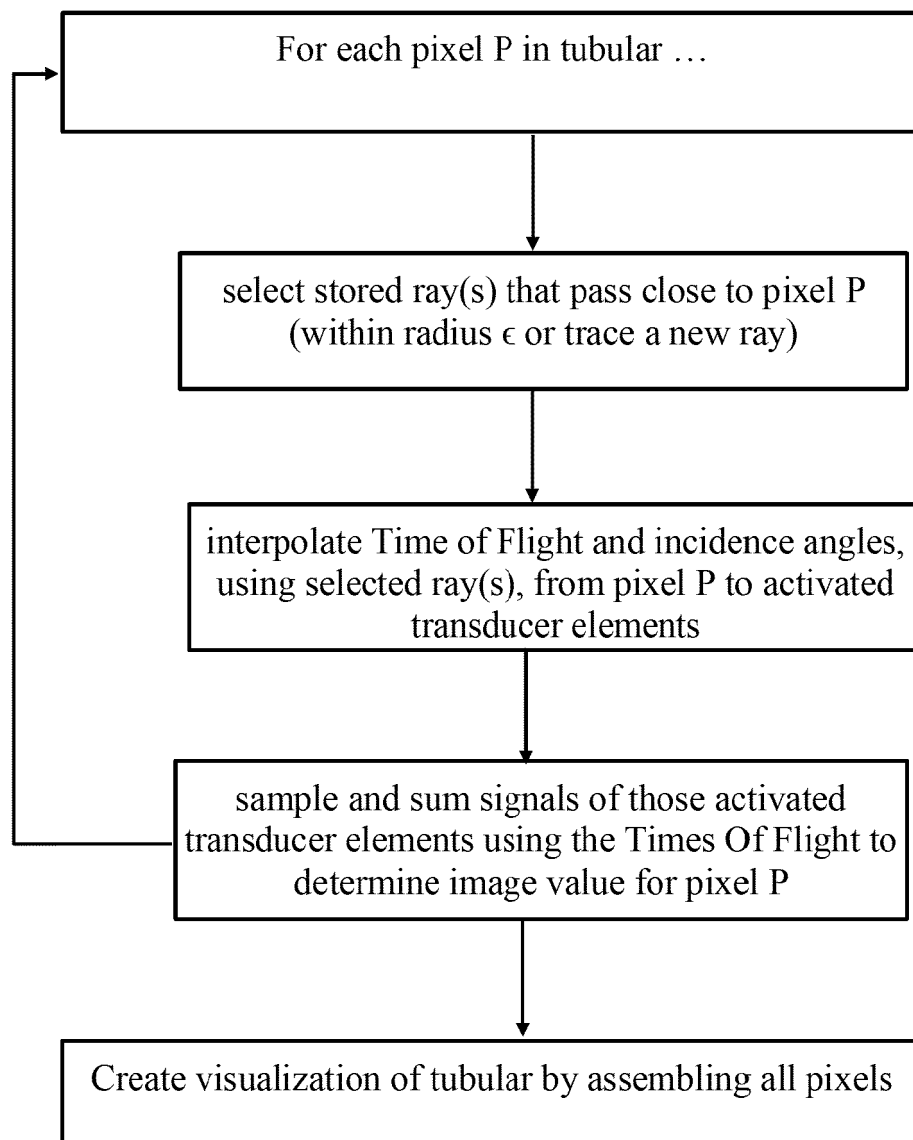 For each pixel P in tubular …
select stored ray(s) that pass close to pixel P
(within radius ϵ or trace a new ray)
interpolate Time of Flight and incidence angles,
using selected ray(s), from pixel P to activated
transducer elements
sample and sum signals of those activated
transducer elements using the Times Of Flight to
determine image value for pixel P
Create visualization of tubular by assembling all pixels